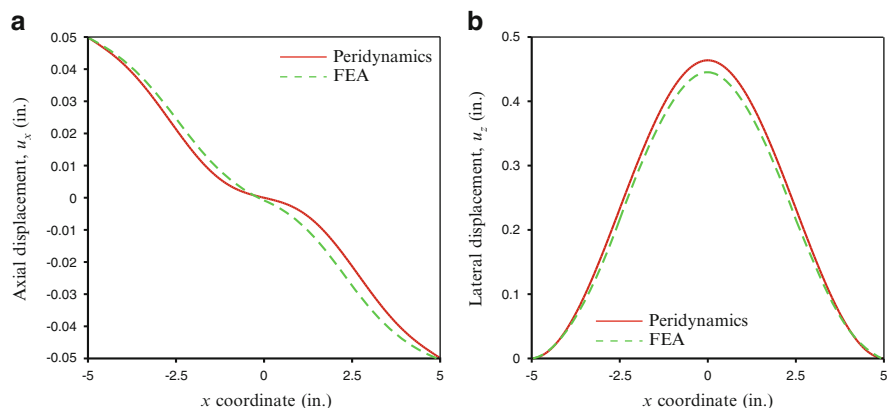 a
0.05
0.04
0.03
0.02
0.01
0
-0.01
-0.02
-0.03
-0.04
-0.05
Axial displacement, u_x (in.)
Peridynamics
FEA
-5
-2.5
0
2.5
5
x coordinate (in.)
b
0.5
0.4
0.3
0.2
0.1
0
Lateral displacement, u_z (in.)
Peridynamics
FEA
-5
-2.5
0
2.5
5
x coordinate (in.)